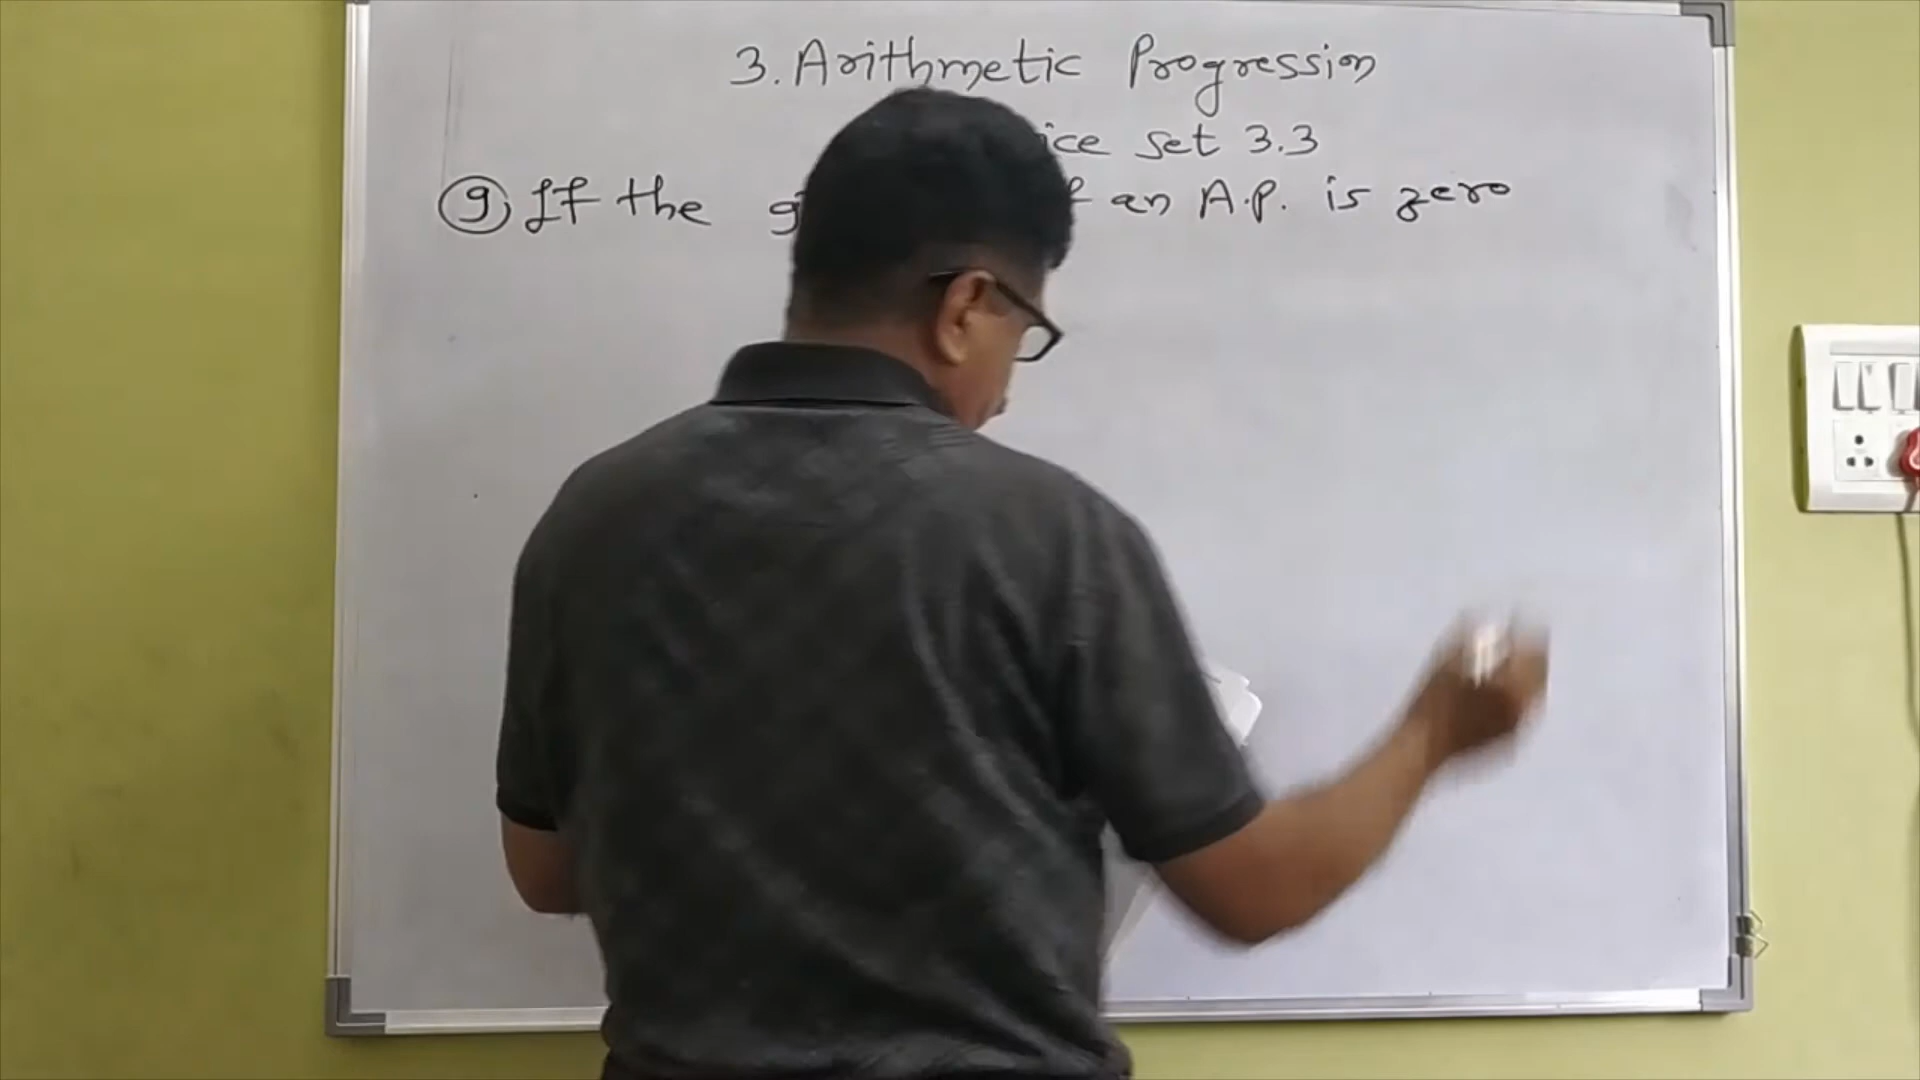 3. Arithmetic Progression
ice set 3.3
9) If the an A.P. is zero